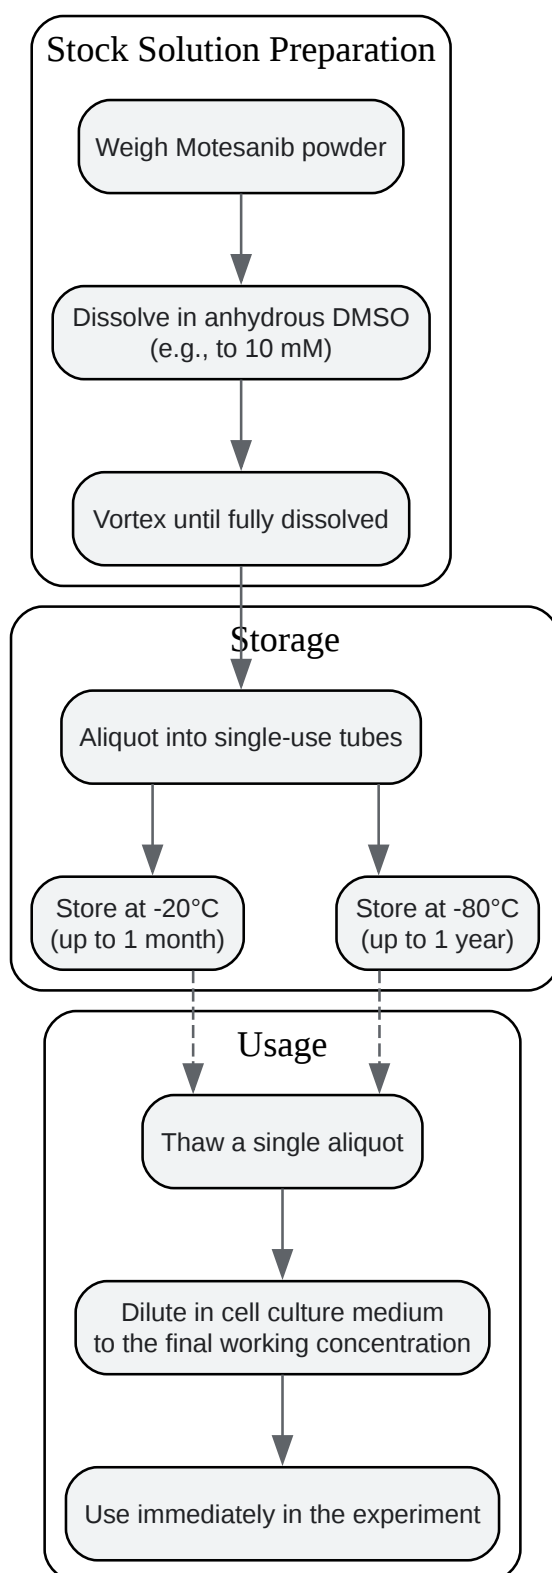 Stock Solution Preparation
Weigh Motesanib powder
Dissolve in anhydrous DMSO
(e.g., to 10 mM)
Vortex until fully dissolved
Storage
Aliquot into single-use tubes
Store at -20°C
(up to 1 month)
Store at -80°C
(up to 1 year)
Usage
Thaw a single aliquot
Dilute in cell culture medium
to the final working concentration
Use immediately in the experiment